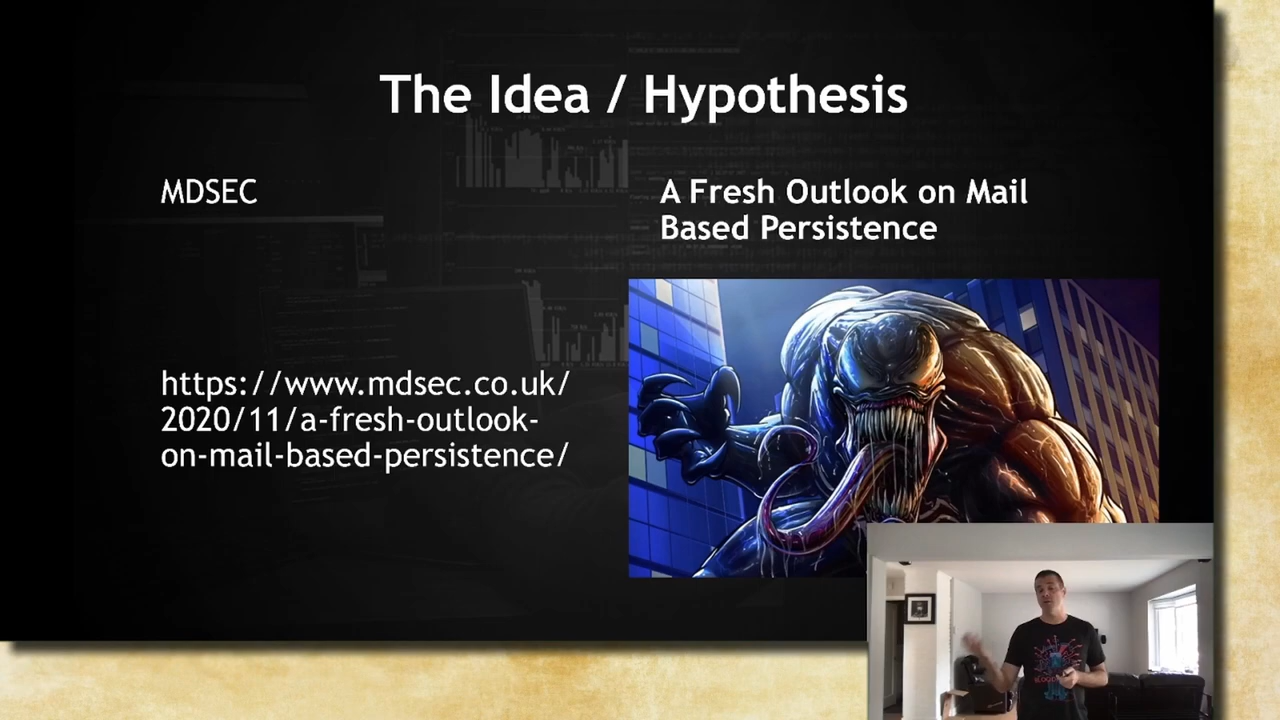 The Idea / Hypothesis
MDSEC
A Fresh Outlook on Mail
Based Persistence
https://www.mdsec.co.uk/
2020/11/a-fresh-outlook-
on-mail-based-persistence/